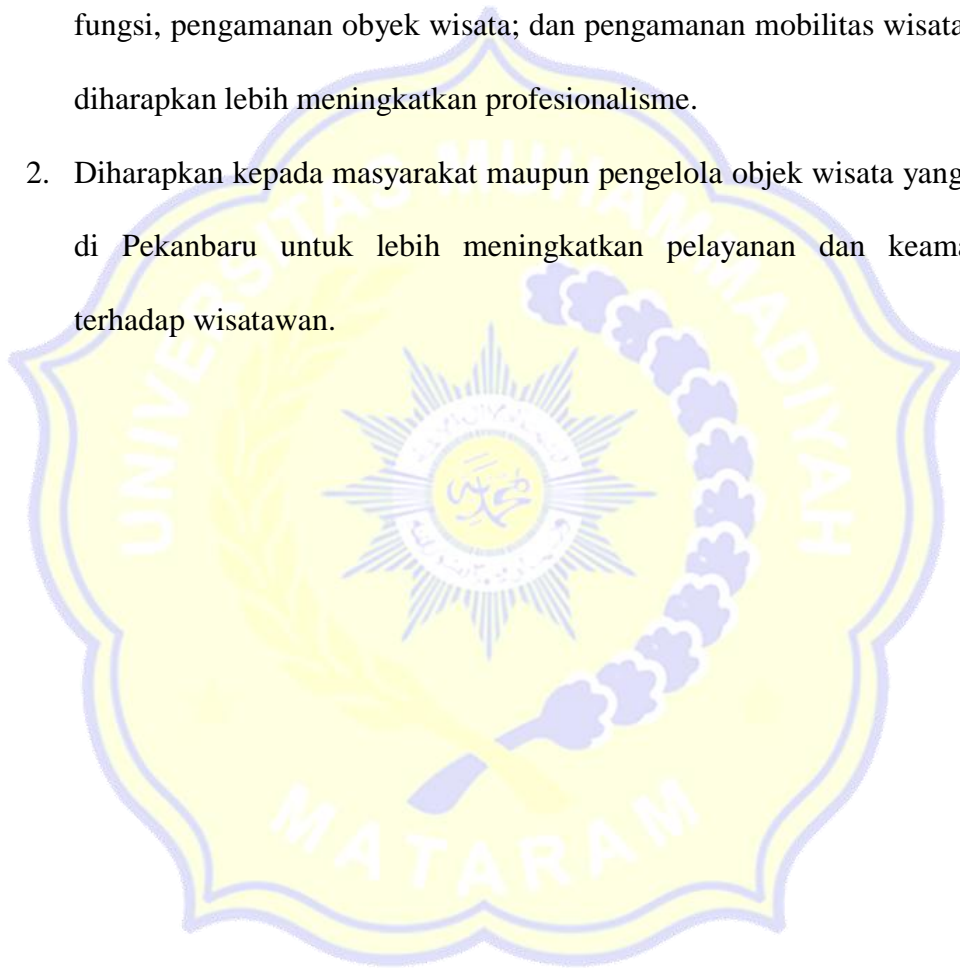 fungsi, pengamanan obyek wisata; dan pengamanan mobilitas wisata
diharapkan lebih meningkatkan profesionalisme.
2. Diharapkan kepada masyarakat maupun pengelola objek wisata yang
di Pekanbaru untuk lebih meningkatkan pelayanan dan keama
terhadap wisatawan.
UNIVERSITAS MUHAMMADIYAH
MATARAM